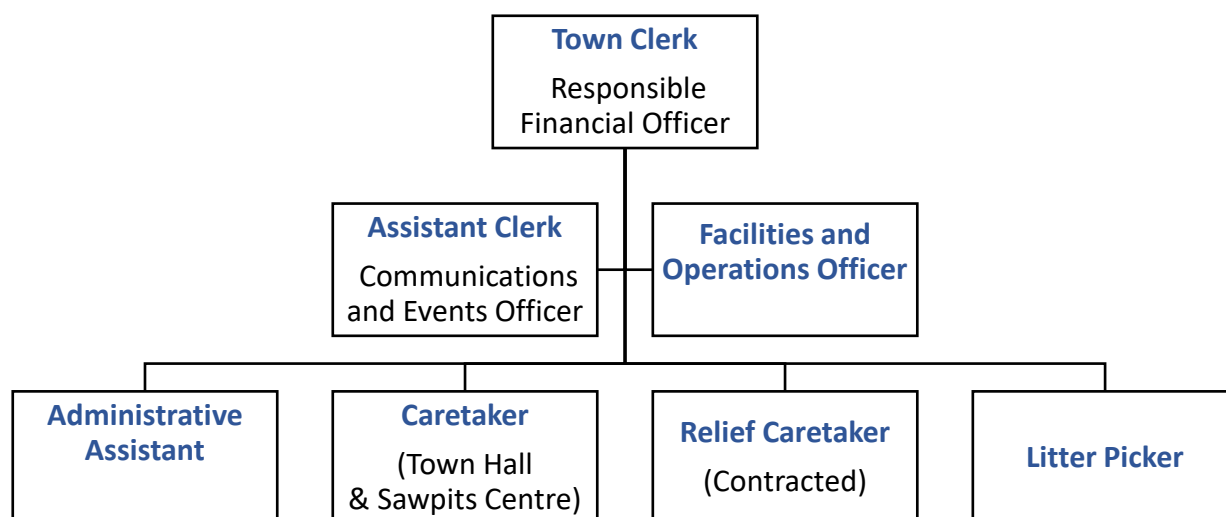 Town Clerk
Responsible
Financial Officer
Assistant Clerk
Communications
and Events Officer
Facilities and
Operations Officer
Administrative
Assistant
Caretaker
(Town Hall
& Sawpits Centre)
Relief Caretaker
(Contracted)
Litter Picker